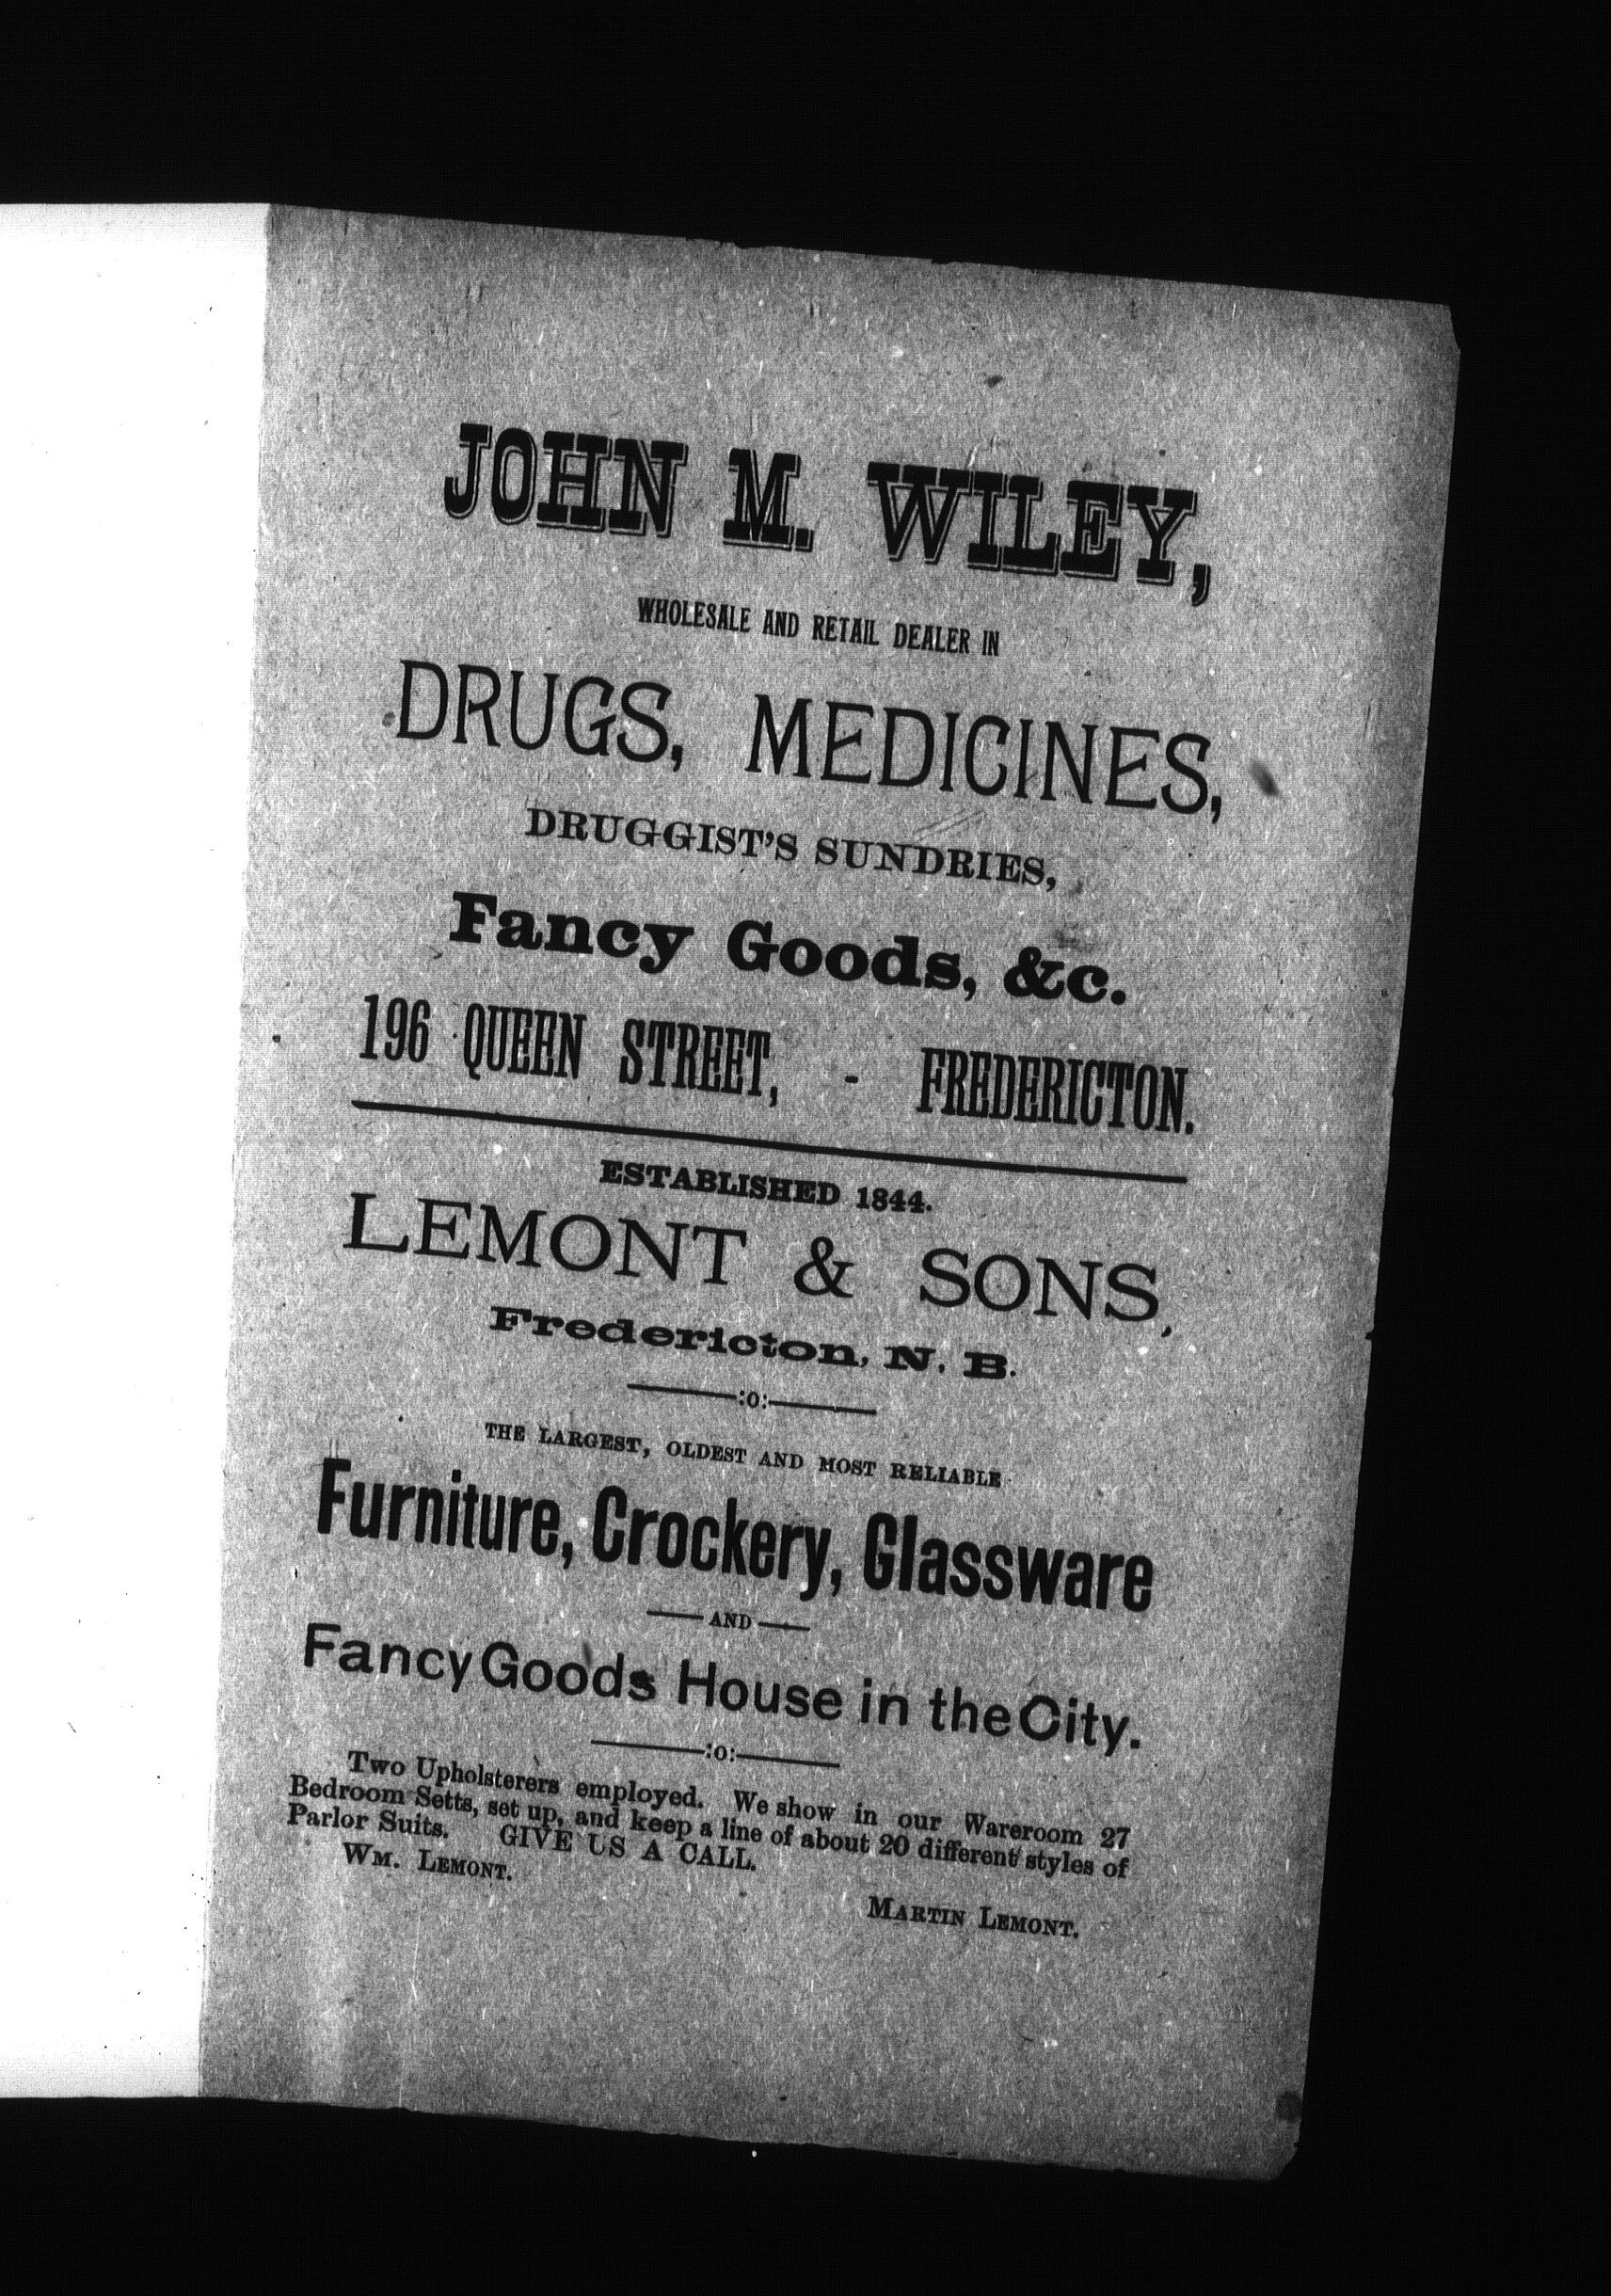 JOHN M. WILEY,
WHOLESALE AND RETAIL DEALER IN
DRUGS, MEDICINES,
DRUGGIST'S SUNDRIES,
Fancy Goods, &c.
196 QUEEN STREET, - FREDERICTON.
ESTABLISHED 1844.
LEMONT & SONS,
Fredericton, N. B.
:o:
THE LARGEST, OLDEST AND MOST RELIABLE
Furniture, Crockery, Glassware
AND
Fancy Goods House in the City.
:o:
Two Upholsterers employed. We show in our Wareroom 27
Bedroom Setts, set up, and keep a line of about 20 different styles of
Parlor Suits. GIVE US A CALL.
WM. LEMONT.
MARTIN LEMONT.